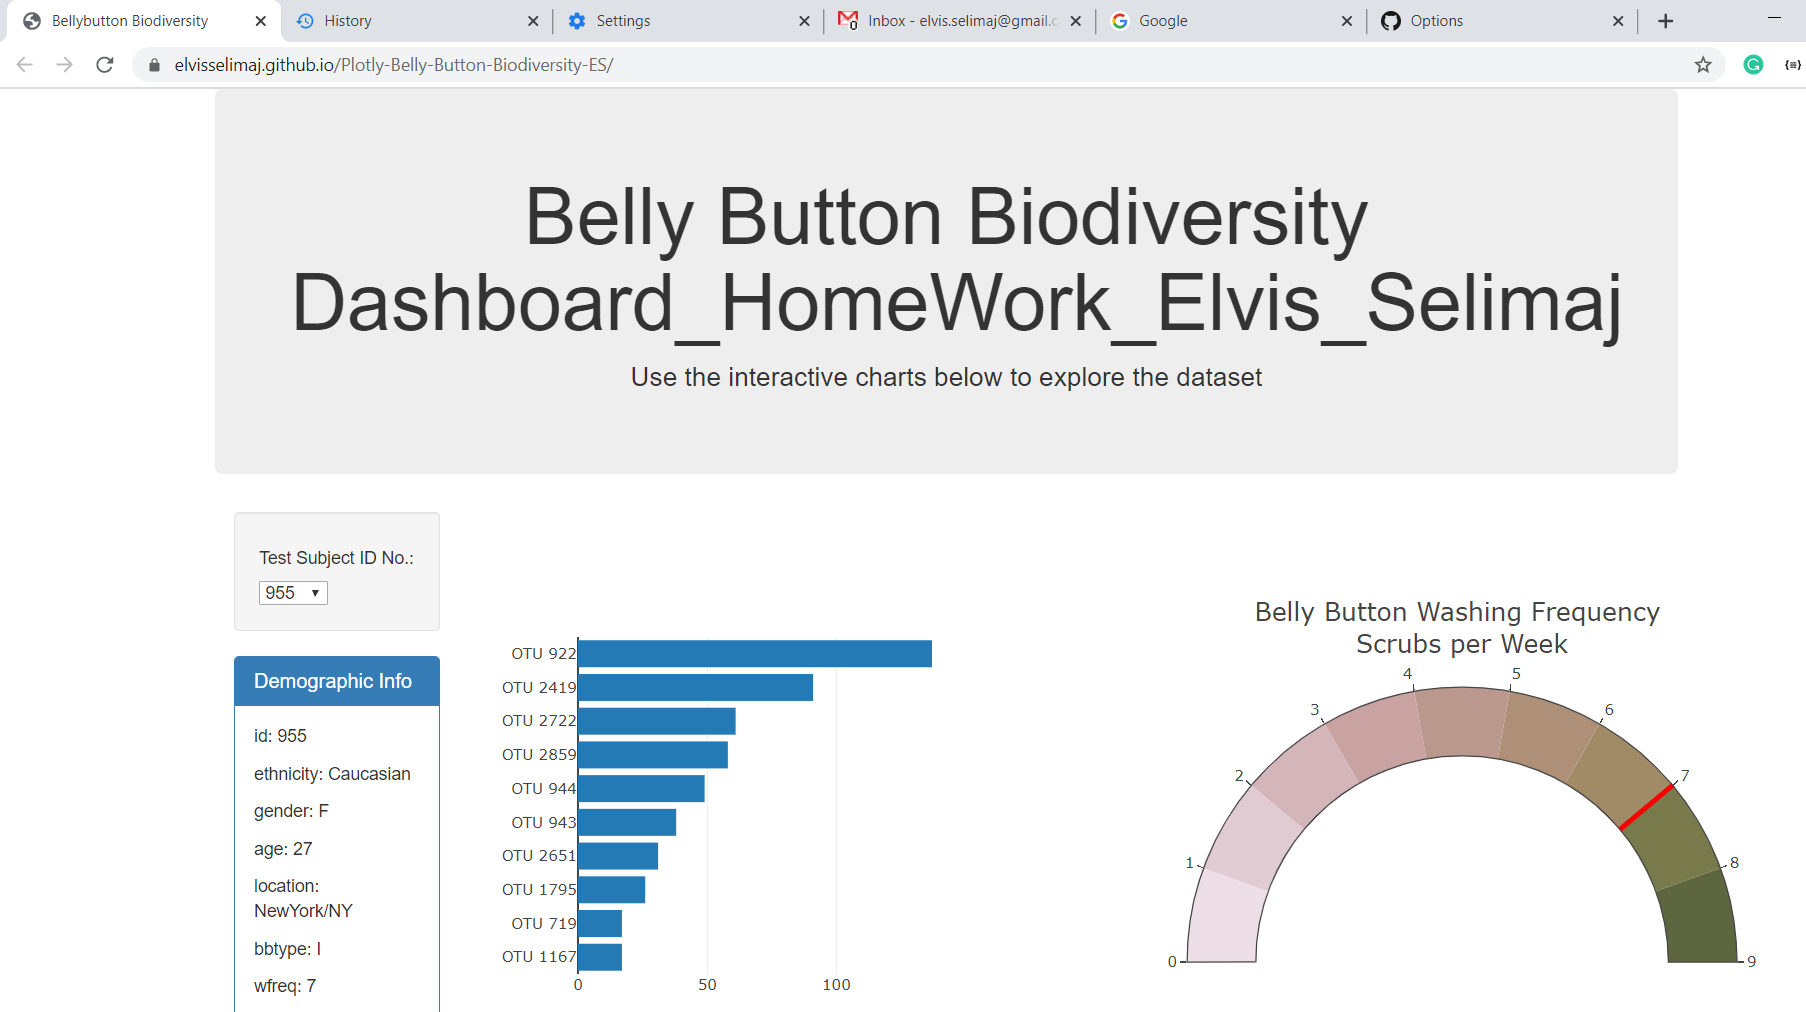 Bellybutton Biodiversity
History
Settings
Inbox - elvis.selimaj@gmail.c
Google
Options
elvisselimaj.github.io/Plotly-Belly-Button-Biodiversity-ES/
Belly Button Biodiversity
Dashboard_HomeWork_Elvis_Selimaj
Use the interactive charts below to explore the dataset
Test Subject ID No.:
955
Demographic Info
id: 955
ethnicity: Caucasian
gender: F
age: 27
location:
NewYork/NY
bbtype: I
wfreq: 7
OTU 922
OTU 2419
OTU 2722
OTU 2859
OTU 944
OTU 943
OTU 2651
OTU 1795
OTU 719
OTU 1167
0 50 100
Belly Button Washing Frequency
Scrubs per Week
0
1
2
3
4
5
6
7
8
9